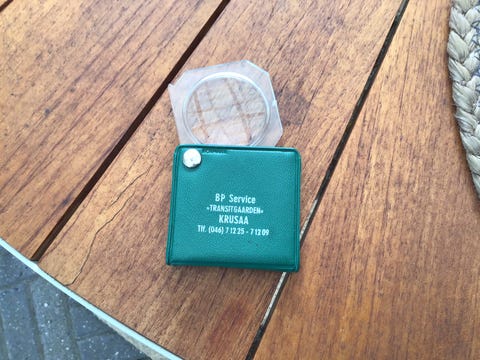 BP Service
»TRANSITGAARDEN«
KRUSAA
Tlf. (046) 7 12 25 - 7 12 09